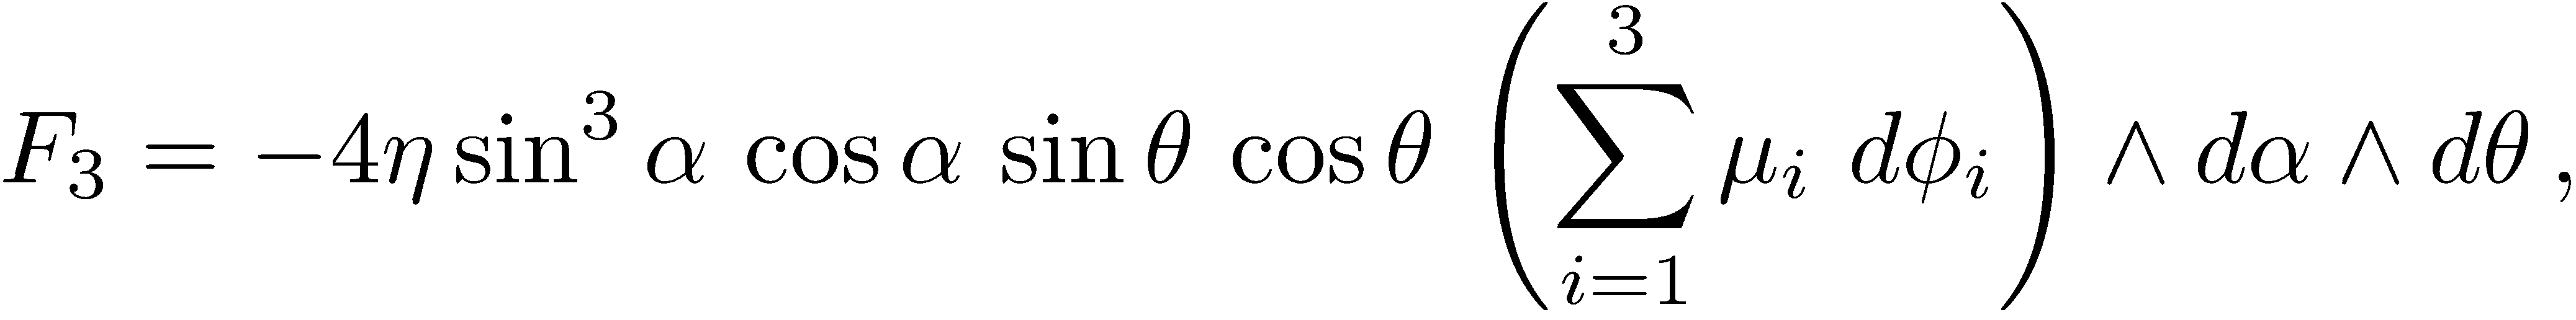 F_3 = -4\eta \sin^3 \alpha \cos \alpha \sin \theta \cos \theta \left( \sum_{i=1}^{3} \mu_i \ d\phi_i \right) \wedge d\alpha \wedge d\theta \, ,